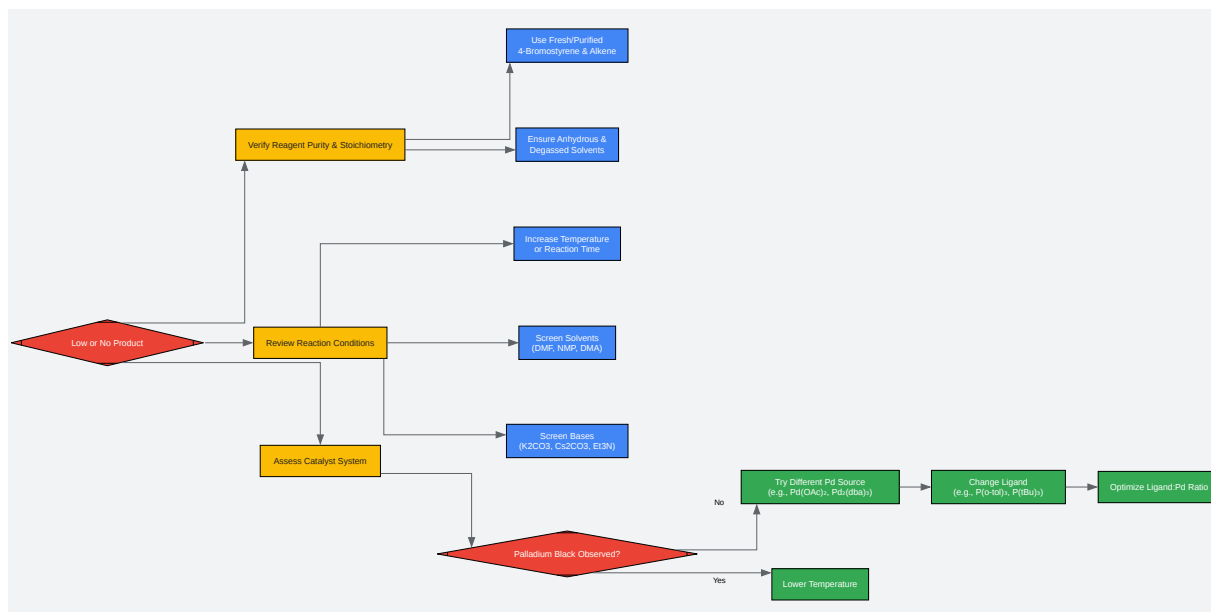 Use Fresh/Purified
4-Bromostyrene & Alkene
Verify Reagent Purity & Stoichiometry
Ensure Anhydrous &
Degassed Solvents
Increase Temperature
or Reaction Time
Low or No Product
Review Reaction Conditions
Screen Solvents
(DMF, NMP, DMA)
Screen Bases
(K2CO3, Cs2CO3, Et3N)
Assess Catalyst System
No
Try Different Pd Source
(e.g., Pd(OAc)₂, Pd₂(dba)₃)
Change Ligand
(e.g., P(o-tol)₃, P(tBu)₃)
Optimize Ligand:Pd Ratio
Palladium Black Observed?
Yes
Lower Temperature